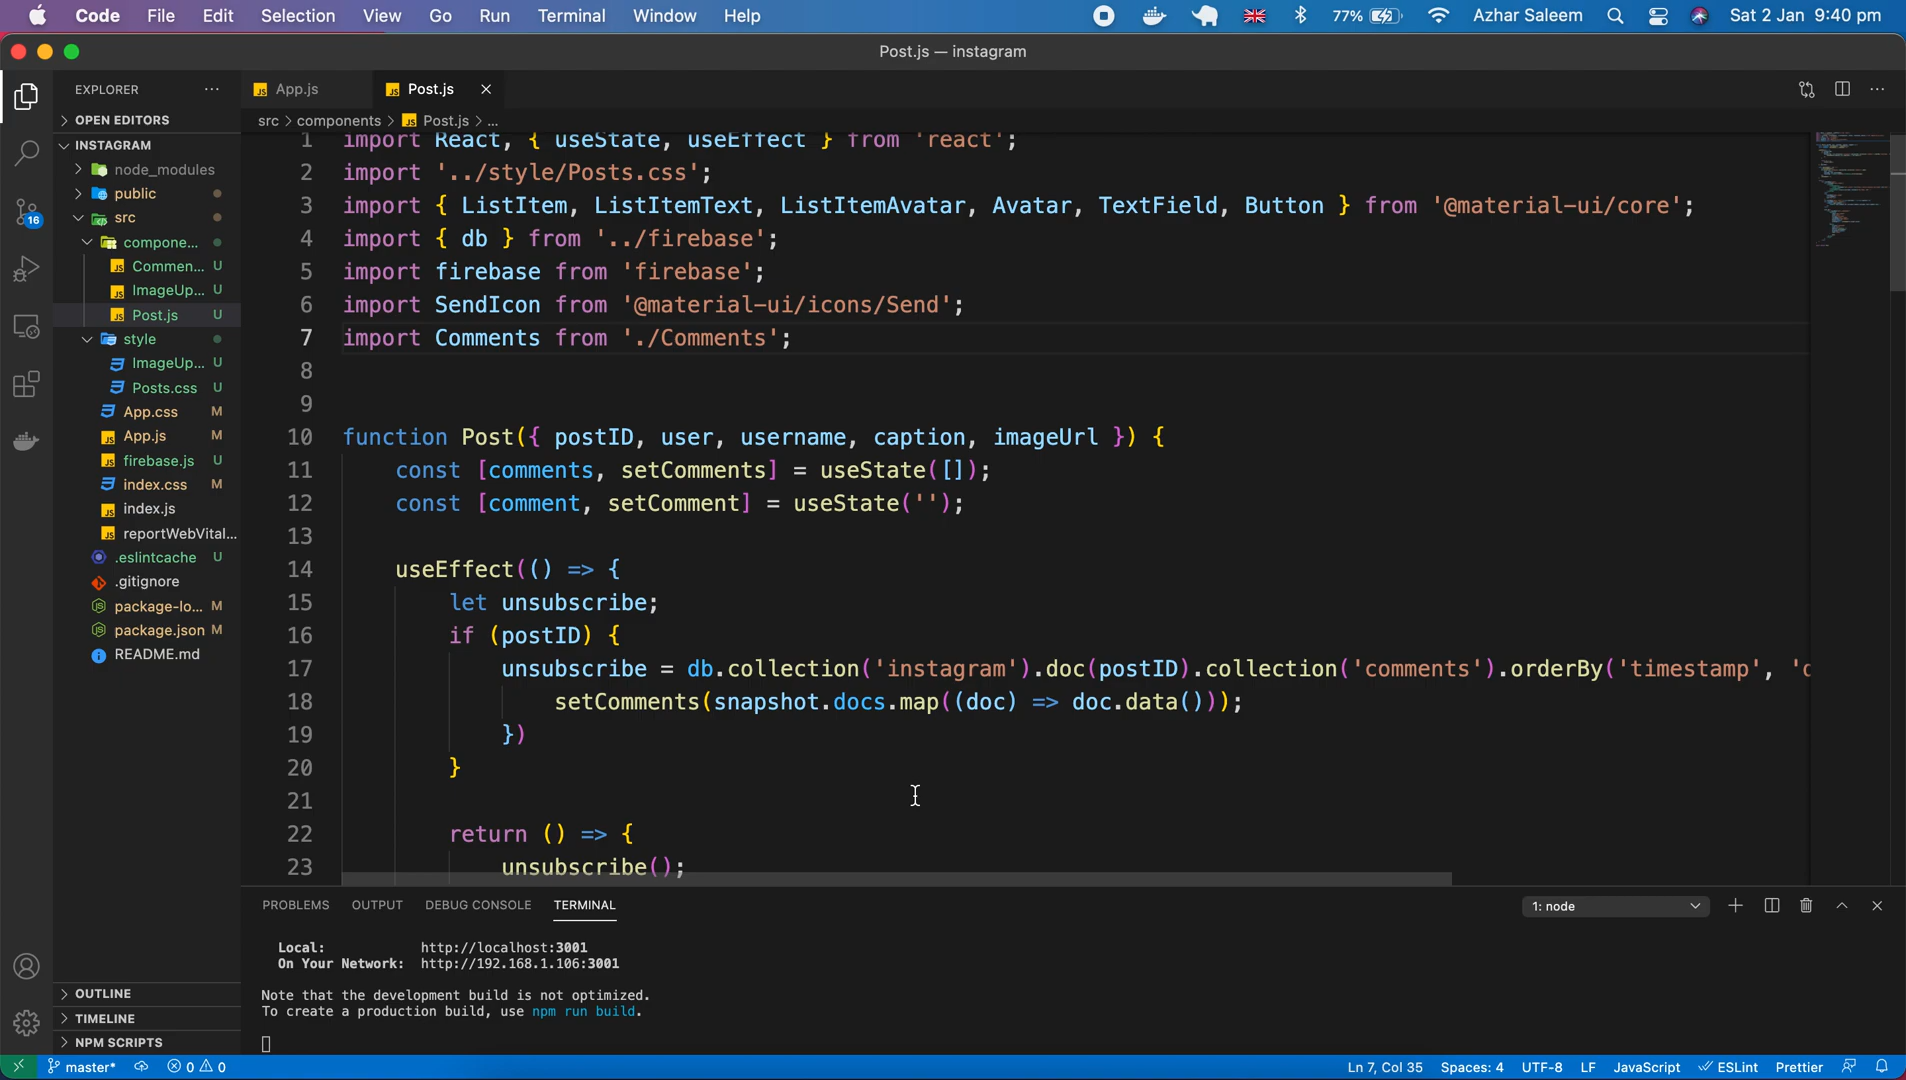 Code File Edit Selection View Go Run Terminal Window Help 77% Azhar Saleem Sat 2 Jan 9:40 pm
Post.js — instagram
EXPLORER
App.js
Post.js
OPEN EDITORS
src > components > Post.js > ...
INSTAGRAM
node_modules
public
src
compone...
Commen... U
ImageUp... U
Post.js U
style
ImageUp... U
Posts.css U
App.css M
App.js M
firebase.js U
index.css M
index.js
reportWebVital...
.eslintcache U
.gitignore
package-lo... M
package.json M
README.md
16
OUTLINE
TIMELINE
NPM SCRIPTS
1 import React, { useState, useEffect } from 'react';
2 import '../style/Posts.css';
3 import { ListItem, ListItemText, ListItemAvatar, Avatar, TextField, Button } from '@material-ui/core';
4 import { db } from '../firebase';
5 import firebase from 'firebase';
6 import SendIcon from '@material-ui/icons/Send';
7 import Comments from './Comments';
8
9
10 function Post({ postID, user, username, caption, imageUrl }) {
11 const [comments, setComments] = useState([]);
12 const [comment, setComment] = useState('');
13
14 useEffect(() => {
15 let unsubscribe;
16 if (postID) {
17 unsubscribe = db.collection('instagram').doc(postID).collection('comments').orderBy('timestamp', '
18 setComments(snapshot.docs.map((doc) => doc.data()));
19 })
20 }
21
22 return () => {
23 unsubscribe();
PROBLEMS OUTPUT DEBUG CONSOLE TERMINAL 1: node
Local: http://localhost:3001
On Your Network: http://192.168.1.106:3001
Note that the development build is not optimized.
To create a production build, use npm run build.
master* 0 0 Ln 7, Col 35 Spaces: 4 UTF-8 LF JavaScript ESLint Prettier